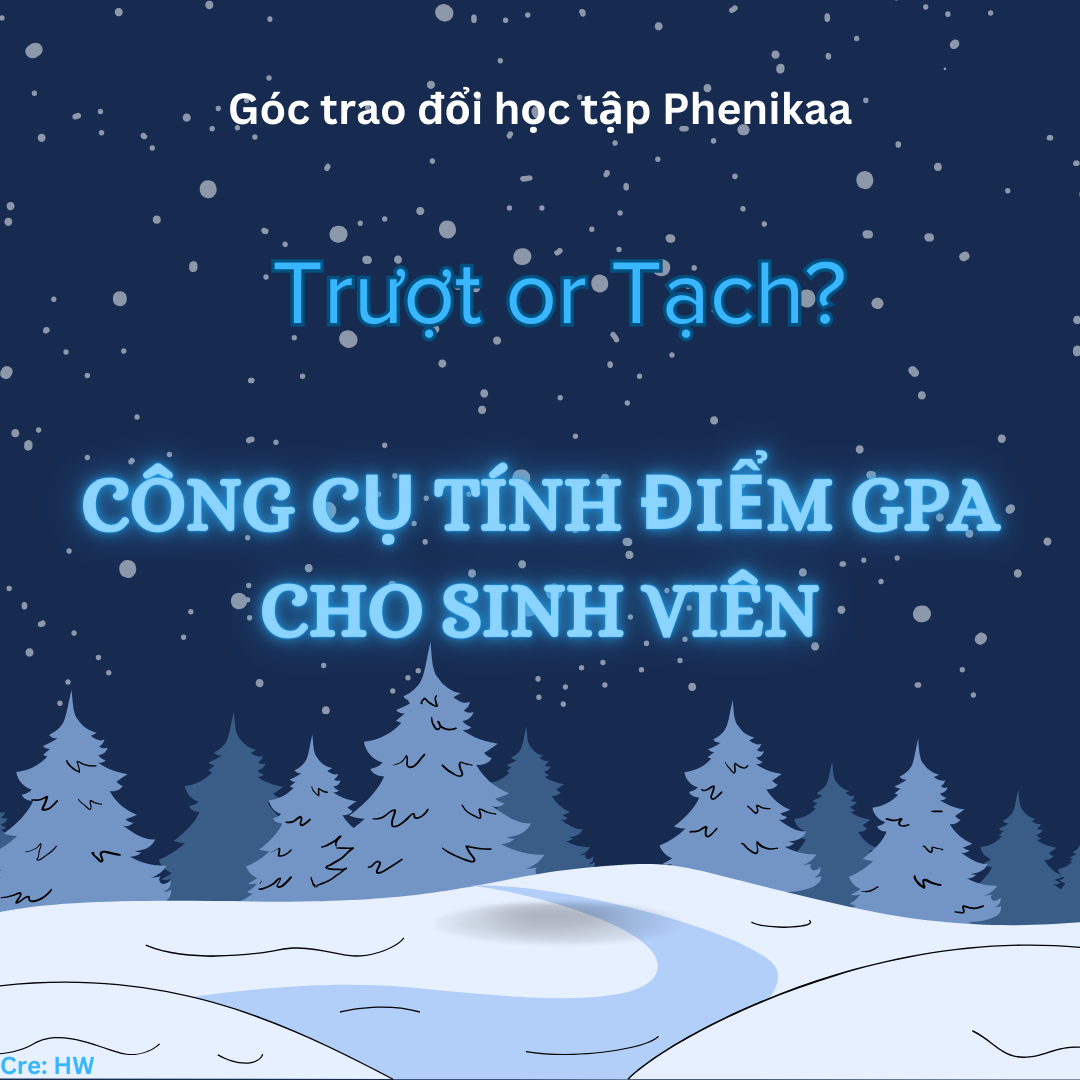 Góc trao đổi học tập Phenikaa
Trượt or Tạch?
CÔNG CỤ TÍNH ĐIỂM GPA
CHO SINH VIÊN
Cre: HW